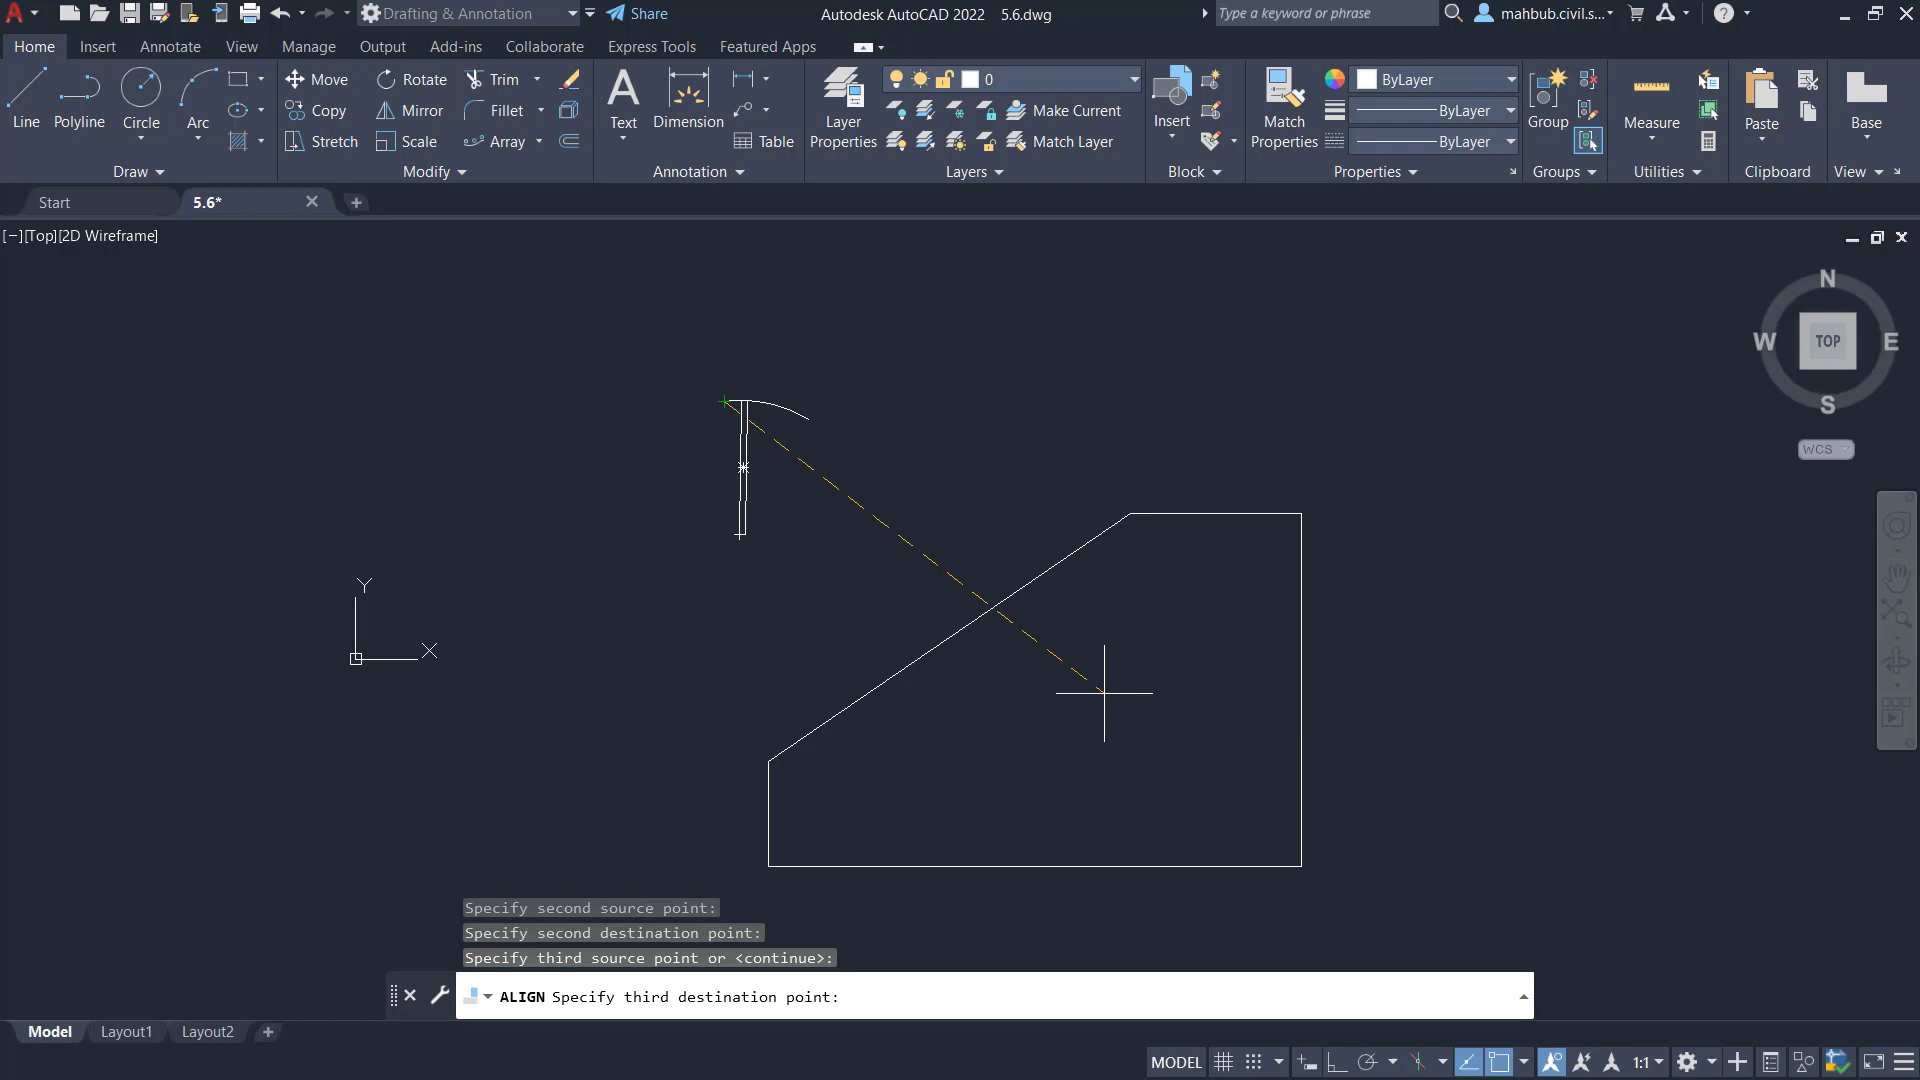 A Drafting & Annotation Share Autodesk AutoCAD 2022 5.6.dwg Type a keyword or phrase mahbub.civil.s... ?
Home Insert Annotate View Manage Output Add-ins Collaborate Express Tools Featured Apps
Line Polyline Circle Arc
Move Rotate Trim
Copy Mirror Fillet
Stretch Scale Array
A Text Dimension Table
Layer Properties 0
Make Current
Match Layer
Insert
Match Properties
ByLayer
ByLayer
ByLayer
Group Measure Paste Base
Draw Modify Annotation Layers Block Properties Groups Utilities Clipboard View
Start 5.6* +
[−][Top][2D Wireframe]
N
W TOP E
S
WCS
Y
X
Specify second source point:
Specify second destination point:
Specify third source point or <continue>:
ALIGN Specify third destination point:
Model Layout1 Layout2 +
MODEL 1:1